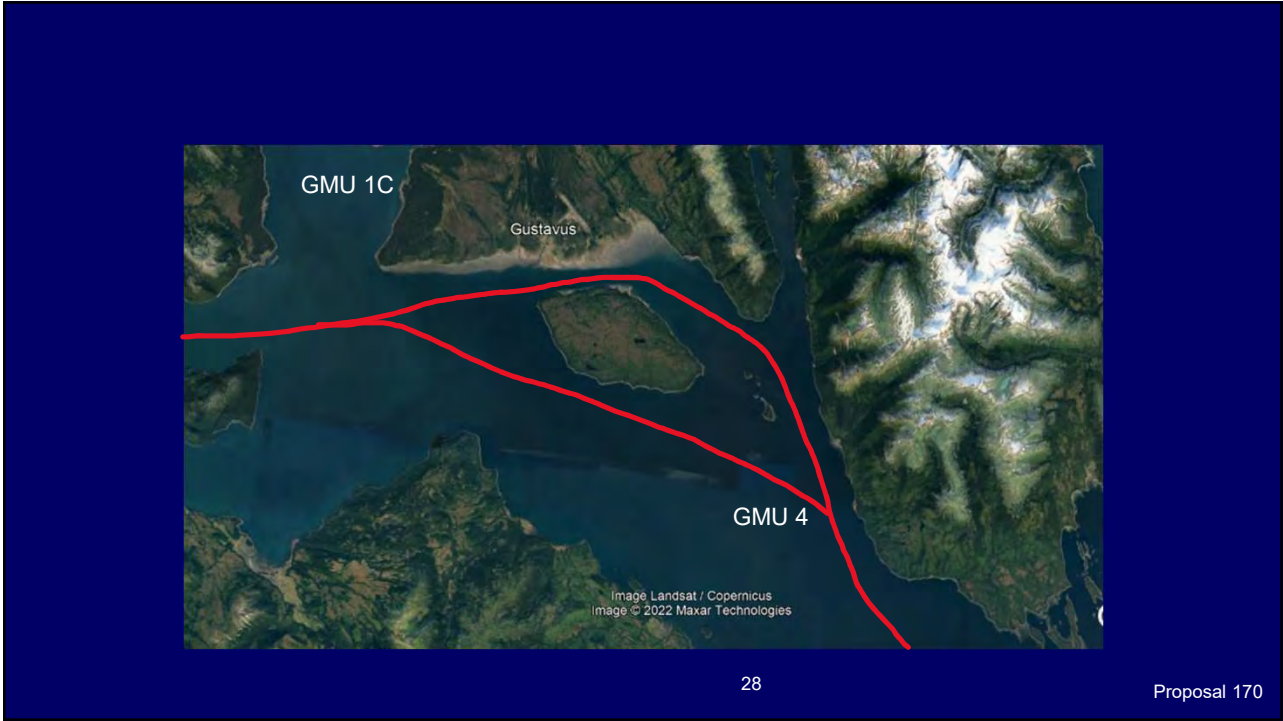 GMU 1C
Gustavus
GMU 4
Image Landsat / Copernicus
Image © 2022 Maxar Technologies
28
Proposal 170